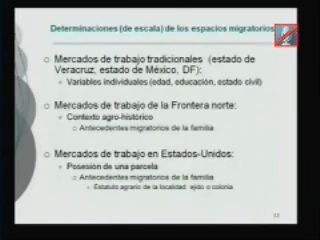 Determinaciones (de escala) de los espacios migratorios
Mercados de trabajo tradicionales (estado de
Veracruz, estado de México, DF):
Variables individuales (edad, educación, estado civil)
Mercados de trabajo de la Frontera norte:
Contexto agro-histórico
Antecedentes migratorios de la familia
Mercados de trabajo en Estados-Unidos:
Posesión de una parcela
Antecedentes migratorios de la familia
Estatuto agrario de la localidad: ejido o colonia